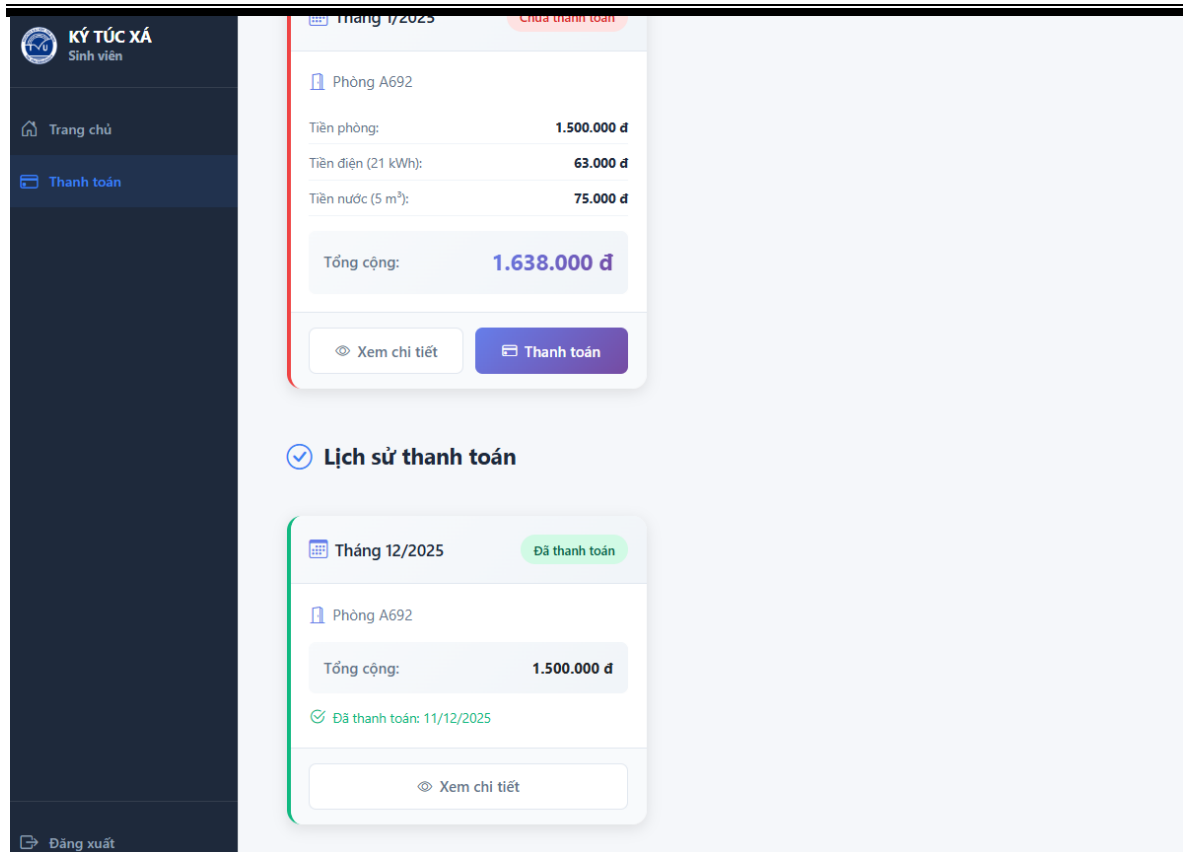 KÝ TÚC XÁ
Sinh viên
Trang chủ
Thanh toán
Đăng xuất
Tháng 1/2025
Chưa thanh toán
Phòng A692
Tiền phòng: 1.500.000 đ
Tiền điện (21 kWh): 63.000 đ
Tiền nước (5 m³): 75.000 đ
Tổng cộng: 1.638.000 đ
Xem chi tiết
Thanh toán
Lịch sử thanh toán
Tháng 12/2025
Đã thanh toán
Phòng A692
Tổng cộng: 1.500.000 đ
Đã thanh toán: 11/12/2025
Xem chi tiết